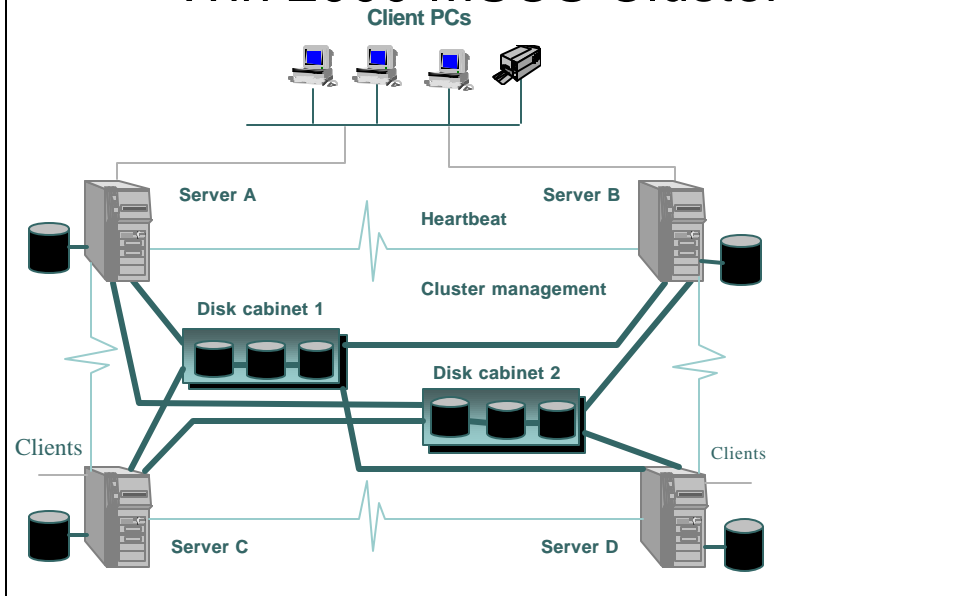 Client PCs
Server A
Server B
Heartbeat
Cluster management
Disk cabinet 1
Disk cabinet 2
Clients
Clients
Server C
Server D